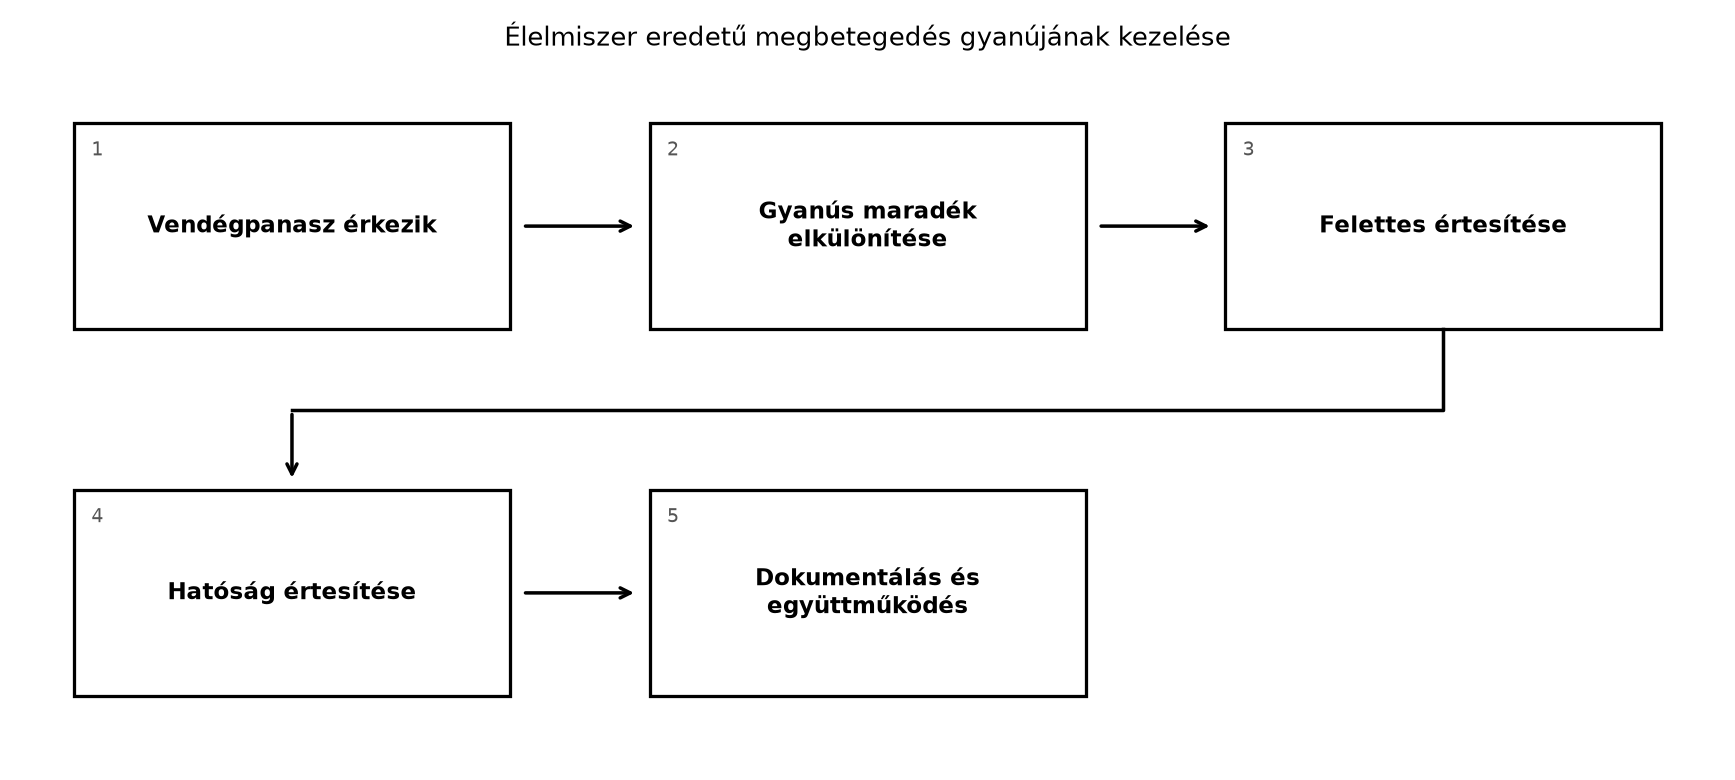 Élelmiszer eredetű megbetegedés gyanújának kezelése
1
Vendégpanasz érkezik
2
Gyanús maradék
elkülönítése
3
Felettes értesítése
4
Hatóság értesítése
5
Dokumentálás és
együttműködés